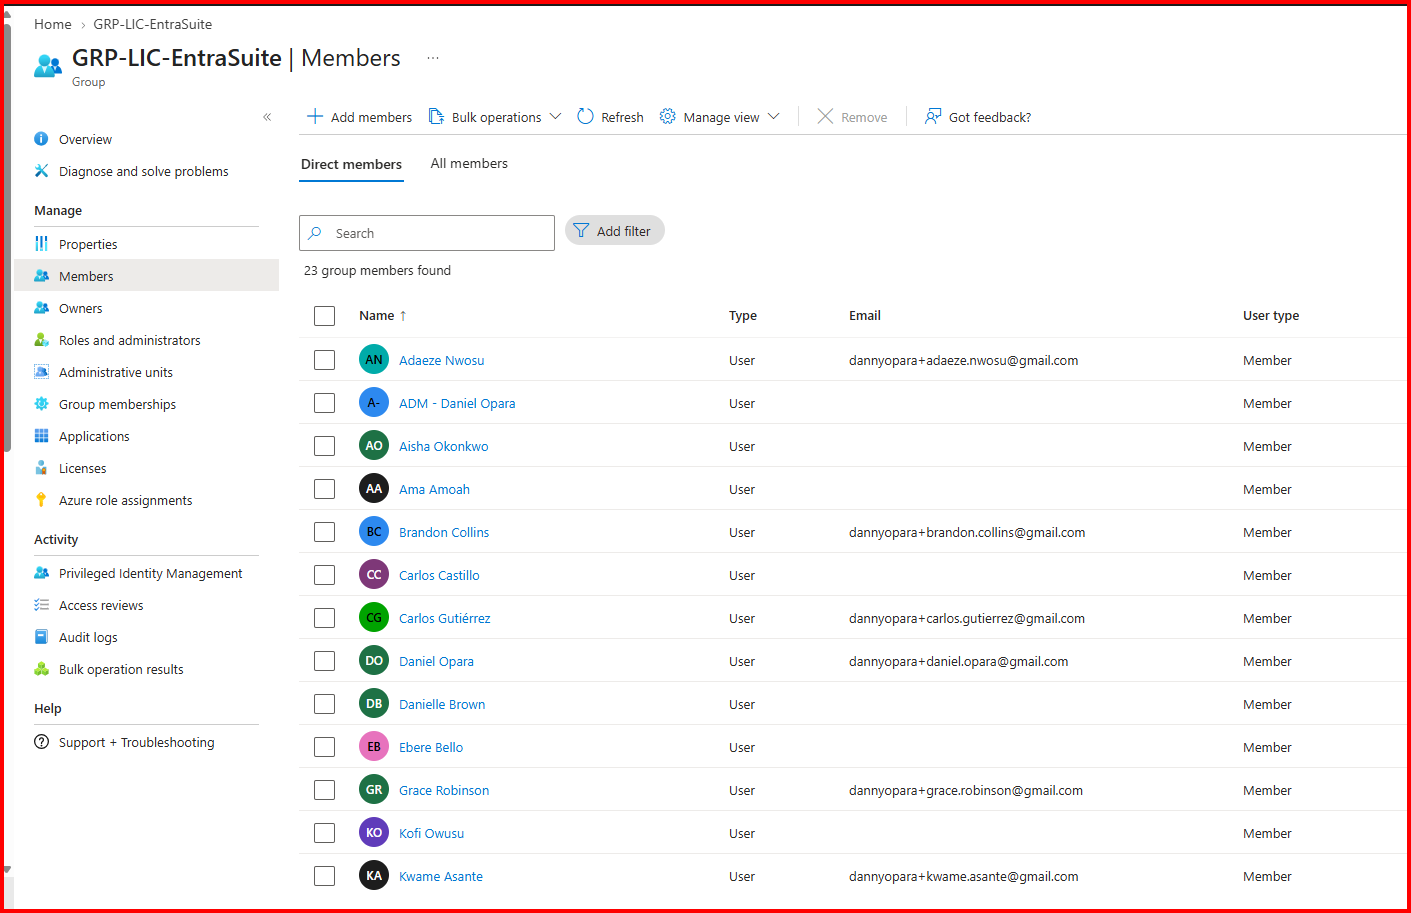 Home > GRP-LIC-EntraSuite
GRP-LIC-EntraSuite | Members ...
Group
«
Overview
Diagnose and solve problems
Manage
Properties
Members
Owners
Roles and administrators
Administrative units
Group memberships
Applications
Licenses
Azure role assignments
Activity
Privileged Identity Management
Access reviews
Audit logs
Bulk operation results
Help
Support + Troubleshooting
Add members Bulk operations Refresh Manage view Remove Got feedback?
Direct members All members
Search Add filter
23 group members found
Name ↑ Type Email User type
AN Adaeze Nwosu User dannyopara+adaeze.nwosu@gmail.com Member
A- ADM - Daniel Opara User Member
AO Aisha Okonkwo User Member
AA Ama Amoah User Member
BC Brandon Collins User dannyopara+brandon.collins@gmail.com Member
CC Carlos Castillo User Member
CG Carlos Gutiérrez User dannyopara+carlos.gutierrez@gmail.com Member
DO Daniel Opara User dannyopara+daniel.opara@gmail.com Member
DB Danielle Brown User Member
EB Ebere Bello User Member
GR Grace Robinson User dannyopara+grace.robinson@gmail.com Member
KO Kofi Owusu User Member
KA Kwame Asante User dannyopara+kwame.asante@gmail.com Member